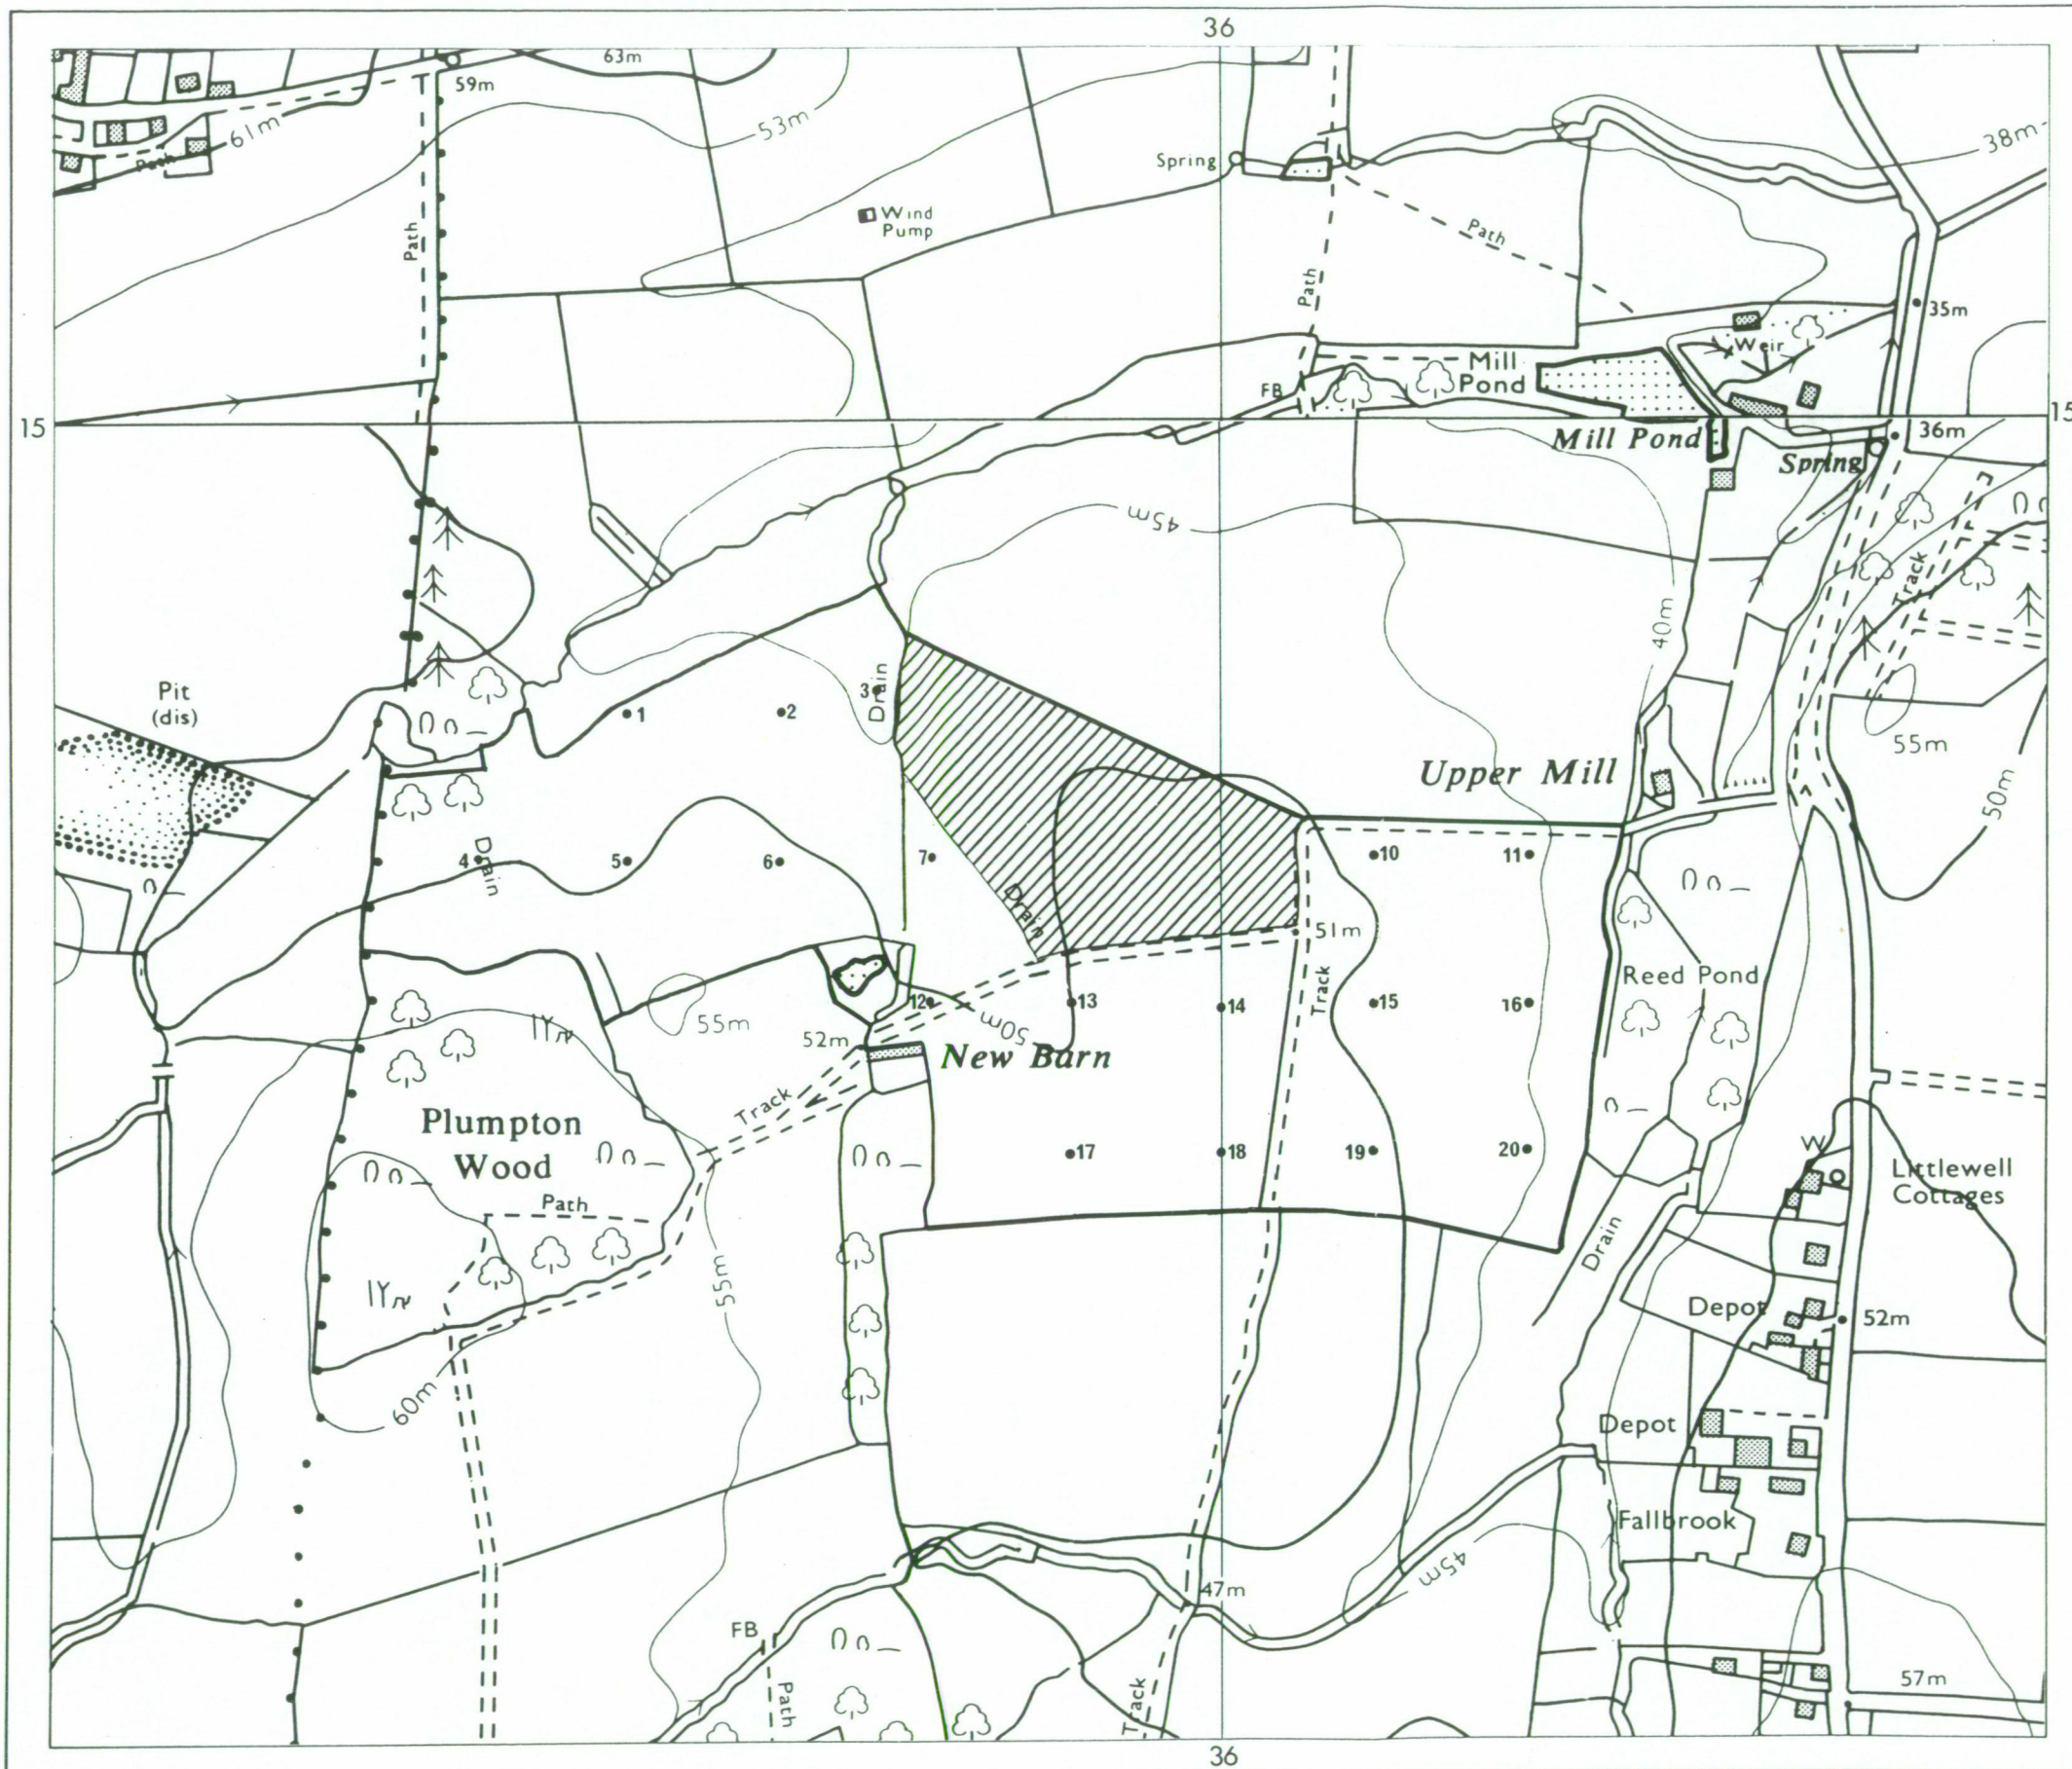 36
63m
59m
61m
53m
38m
Path
Spring
Wind
Pump
Path
Path
Path
35m
Weir
Mill
Pond
FB
15
15
Mill Pond
36m
Spring
45m
40m
Track
Pit
(dis)
1
2
3
Drain
55m
Upper Mill
50m
4
Drain
5
6
7
10
11
Drain
51m
Reed Pond
Track
12
13
14
15
16
55m
50m
52m
New Barn
Track
Plumpton
Wood
17
18
19
20
W
Littlewell
Cottages
Path
Drain
55m
Depot
52m
60m
Depot
Fallbrook
45m
47m
FB
Path
Track
57m
36